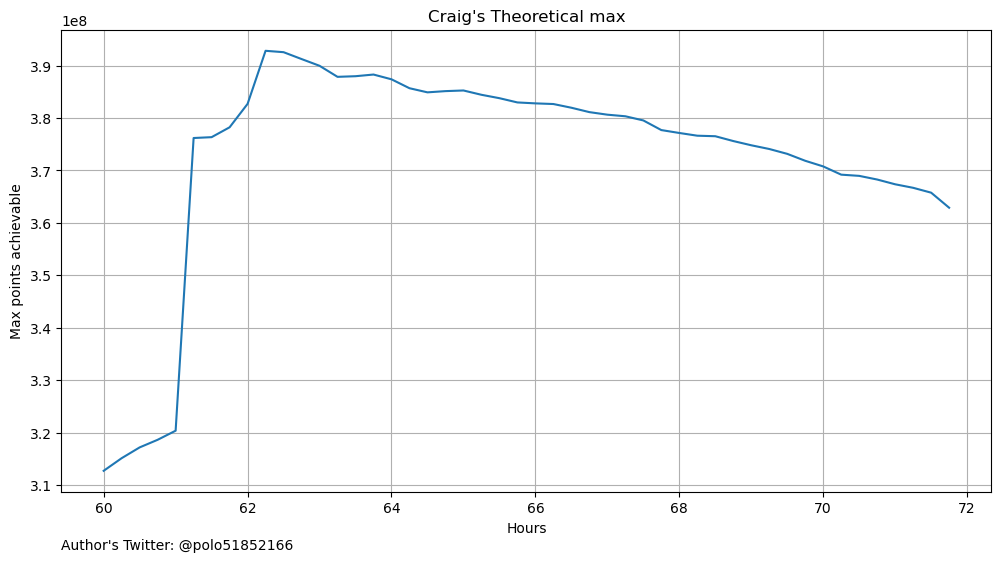 Craig's Theoretical max
1e8
3.9
3.8
3.7
3.6
3.5
3.4
3.3
3.2
3.1
Max points achievable
60 62 64 66 68 70 72
Hours
Author's Twitter: @polo51852166